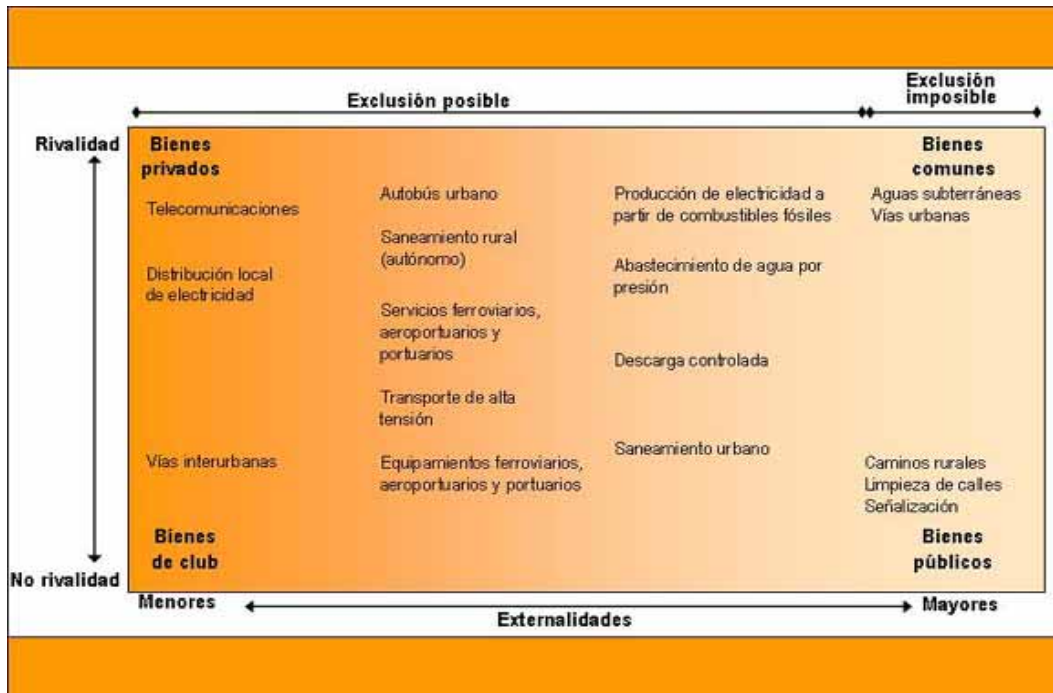 Exclusión posible
Exclusión
imposible
Rivalidad
Bienes
privados
Bienes
comunes
Telecomunicaciones
Autobús urbano
Producción de electricidad a
partir de combustibles fósiles
Aguas subterráneas
Vías urbanas
Saneamiento rural
(autónomo)
Distribución local
de electricidad
Abastecimiento de agua por
presión
Servicios ferroviarios,
aeroportuarios y
portuarios
Descarga controlada
Transporte de alta
tensión
Vías interurbanas
Equipamientos ferroviarios,
aeroportuarios y portuarios
Saneamiento urbano
Caminos rurales
Limpieza de calles
Señalización
Bienes
de club
Bienes
públicos
No rivalidad
Menores
Externalidades
Mayores